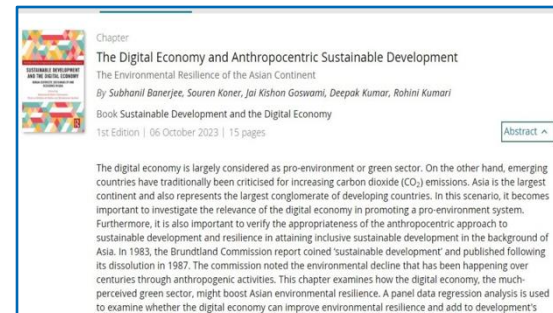 Chapter
The Digital Economy and Anthropocentric Sustainable Development
The Environmental Resilience of the Asian Continent
By Subhanil Banerjee, Souren Koner, Jai Kishon Goswami, Deepak Kumar, Rohini Kumari
Book Sustainable Development and the Digital Economy
1st Edition | 06 October 2023 | 15 pages
Abstract
SUSTAINABLE DEVELOPMENT
AND THE DIGITAL ECONOMY
The digital economy is largely considered as pro-environment or green sector. On the other hand, emerging
countries have traditionally been criticised for increasing carbon dioxide (CO₂) emissions. Asia is the largest
continent and also represents the largest conglomerate of developing countries. In this scenario, it becomes
important to investigate the relevance of the digital economy in promoting a pro-environment system.
Furthermore, it is also important to verify the appropriateness of the anthropocentric approach to
sustainable development and resilience in attaining inclusive sustainable development in the background of
Asia. In 1983, the Brundtland Commission report coined ‘sustainable development’ and published following
its dissolution in 1987. The commission noted the environmental decline that has been happening over
centuries through anthropogenic activities. This chapter examines how the digital economy, the much-
perceived green sector, might boost Asian environmental resilience. A panel data regression analysis is used
to examine whether the digital economy can improve environmental resilience and add to development's